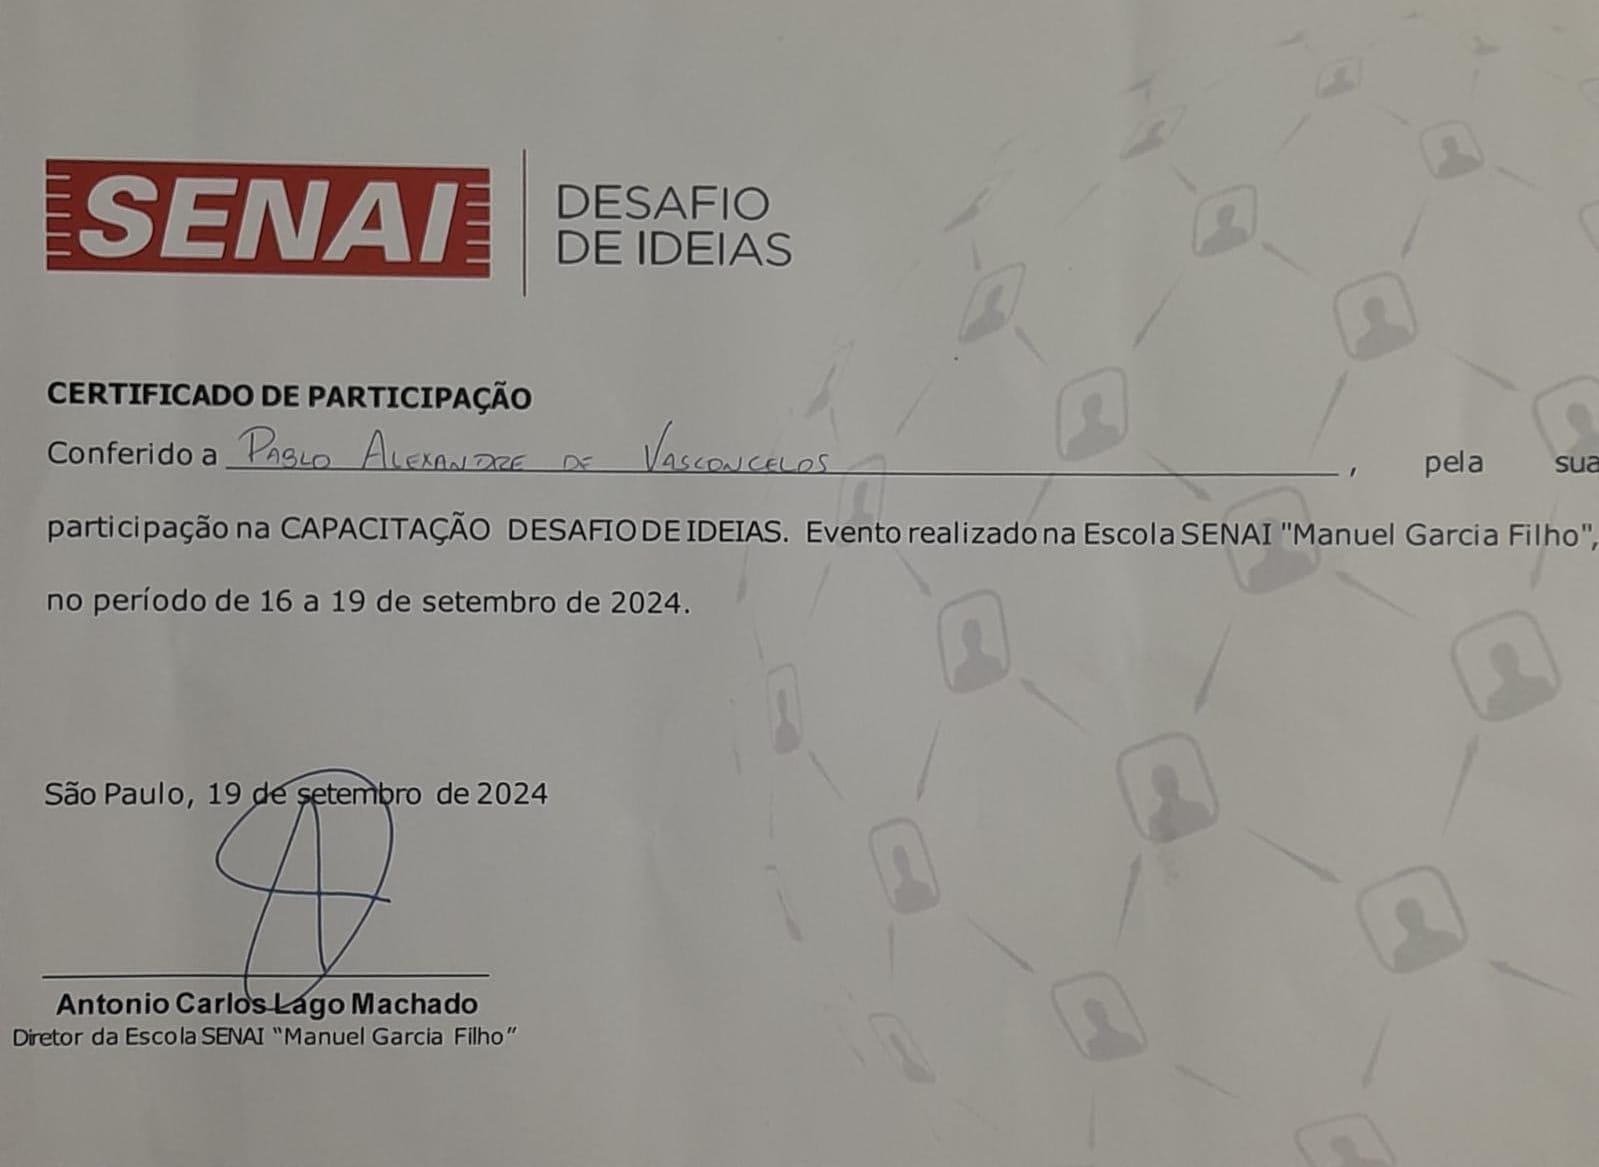 SENAI
DESAFIO
DE IDEIAS
CERTIFICADO DE PARTICIPAÇÃO
Conferido a PABLO ALEXANDRE DE VASCONCELOS, pela sua
participação na CAPACITAÇÃO DESAFIO DE IDEIAS. Evento realizado na Escola SENAI "Manuel Garcia Filho",
no período de 16 a 19 de setembro de 2024.
São Paulo, 19 de setembro de 2024
Antonio Carlos Lago Machado
Diretor da Escola SENAI “Manuel Garcia Filho”